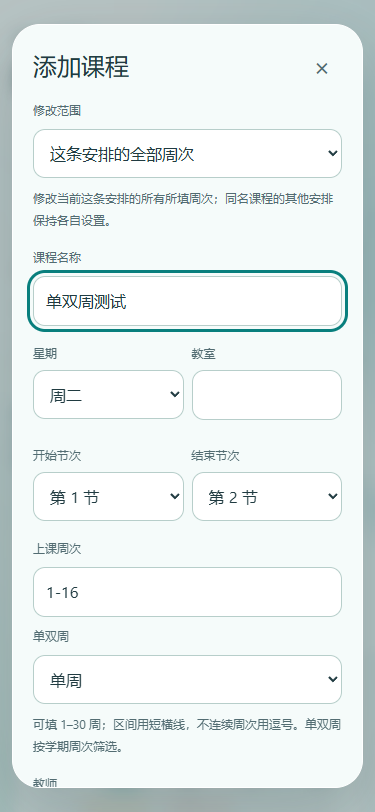 添加课程
×
修改范围
这条安排的全部周次
修改当前这条安排的所有所填周次；同名课程的其他安排
保持各自设置。
课程名称
单双周测试
星期 教室
周二
开始节次 结束节次
第 1 节 第 2 节
上课周次
1-16
单双周
单周
可填 1–30 周；区间用短横线，不连续周次用逗号。单双周
按学期周次筛选。
教师